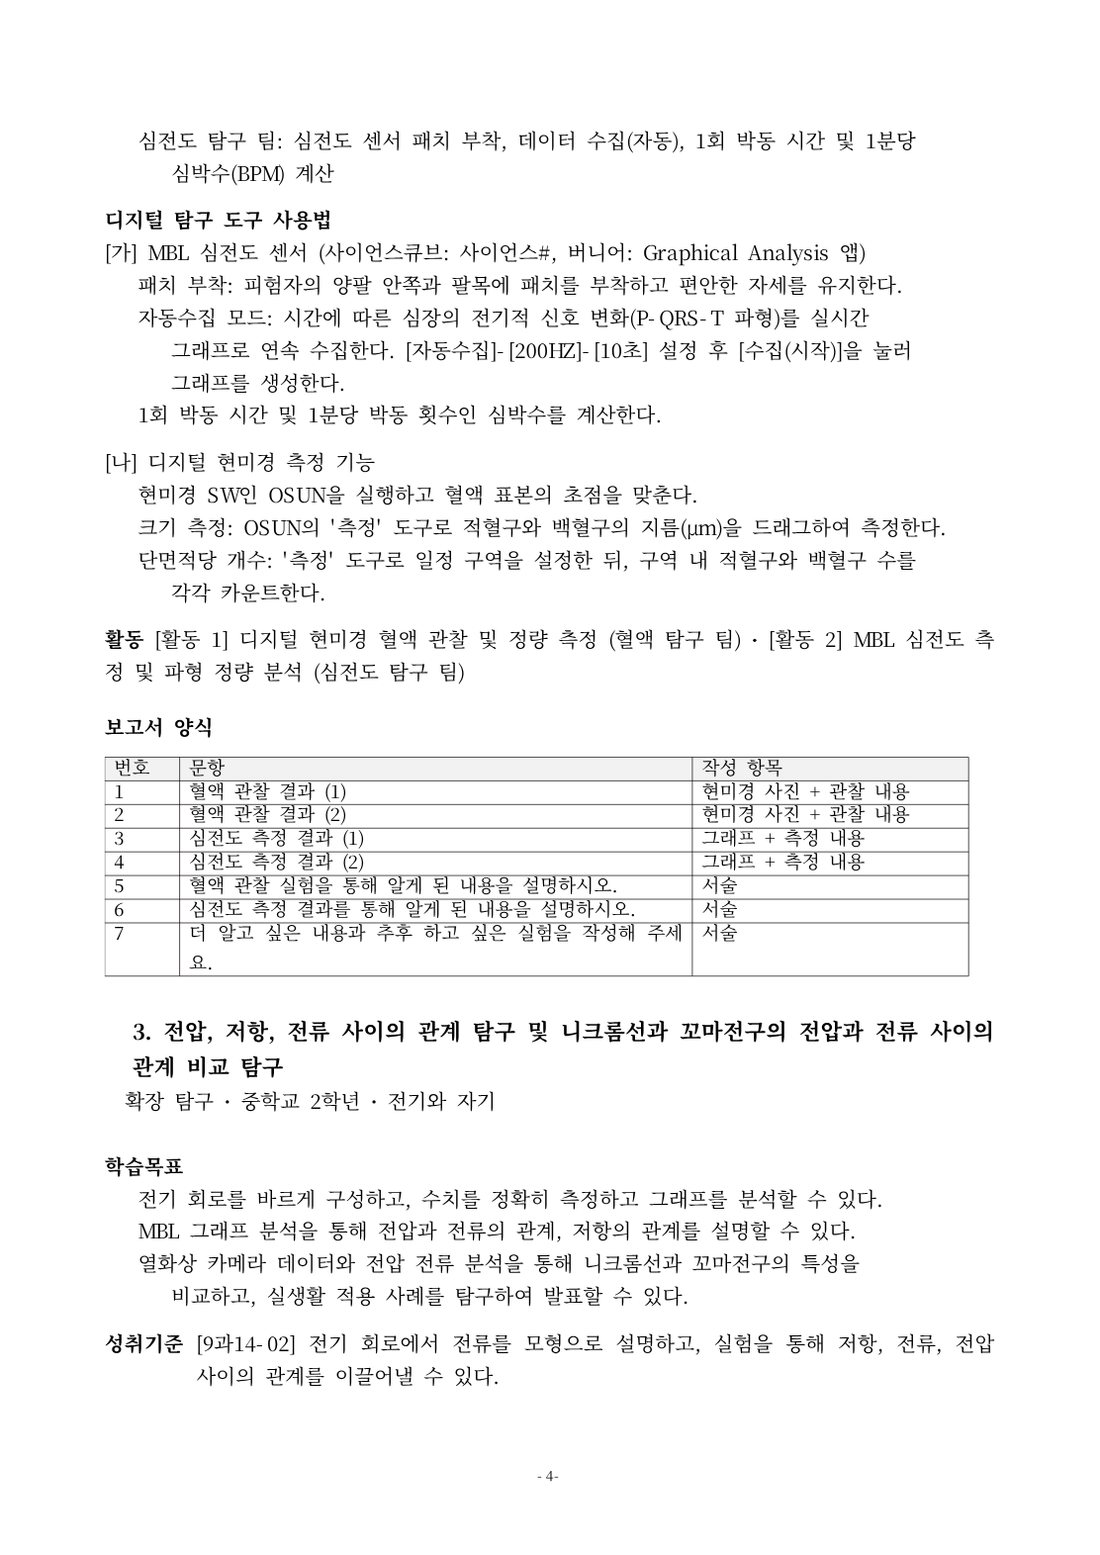 심전도 탐구 팀: 심전도 센서 패치 부착, 데이터 수집(자동), 1회 박동 시간 및 1분당
심박수(BPM) 계산
디지털 탐구 도구 사용법
[가] MBL 심전도 센서 (사이언스큐브: 사이언스#, 버니어: Graphical Analysis 앱)
패치 부착: 피험자의 양팔 안쪽과 팔목에 패치를 부착하고 편안한 자세를 유지한다.
자동수집 모드: 시간에 따른 심장의 전기적 신호 변화(P-QRS-T 파형)를 실시간
그래프로 연속 수집한다. [자동수집]-[200HZ]-[10초] 설정 후 [수집(시작)]을 눌러
그래프를 생성한다.
1회 박동 시간 및 1분당 박동 횟수인 심박수를 계산한다.
[나] 디지털 현미경 측정 기능
현미경 SW인 OSUN을 실행하고 혈액 표본의 초점을 맞춘다.
크기 측정: OSUN의 '측정' 도구로 적혈구와 백혈구의 지름(μm)을 드래그하여 측정한다.
단면적당 개수: '측정' 도구로 일정 구역을 설정한 뒤, 구역 내 적혈구와 백혈구 수를
각각 카운트한다.
활동 [활동 1] 디지털 현미경 혈액 관찰 및 정량 측정 (혈액 탐구 팀) · [활동 2] MBL 심전도 측
정 및 파형 정량 분석 (심전도 탐구 팀)
보고서 양식
번호 문항 작성 항목
1 혈액 관찰 결과 (1) 현미경 사진 + 관찰 내용
2 혈액 관찰 결과 (2) 현미경 사진 + 관찰 내용
3 심전도 측정 결과 (1) 그래프 + 측정 내용
4 심전도 측정 결과 (2) 그래프 + 측정 내용
5 혈액 관찰 실험을 통해 알게 된 내용을 설명하시오. 서술
6 심전도 측정 결과를 통해 알게 된 내용을 설명하시오. 서술
7 더 알고 싶은 내용과 추후 하고 싶은 실험을 작성해 주세 서술
요.
3. 전압, 저항, 전류 사이의 관계 탐구 및 니크롬선과 꼬마전구의 전압과 전류 사이의
관계 비교 탐구
확장 탐구 · 중학교 2학년 · 전기와 자기
학습목표
전기 회로를 바르게 구성하고, 수치를 정확히 측정하고 그래프를 분석할 수 있다.
MBL 그래프 분석을 통해 전압과 전류의 관계, 저항의 관계를 설명할 수 있다.
열화상 카메라 데이터와 전압 전류 분석을 통해 니크롬선과 꼬마전구의 특성을
비교하고, 실생활 적용 사례를 탐구하여 발표할 수 있다.
성취기준 [9과14-02] 전기 회로에서 전류를 모형으로 설명하고, 실험을 통해 저항, 전류, 전압
사이의 관계를 이끌어낼 수 있다.
- 4-